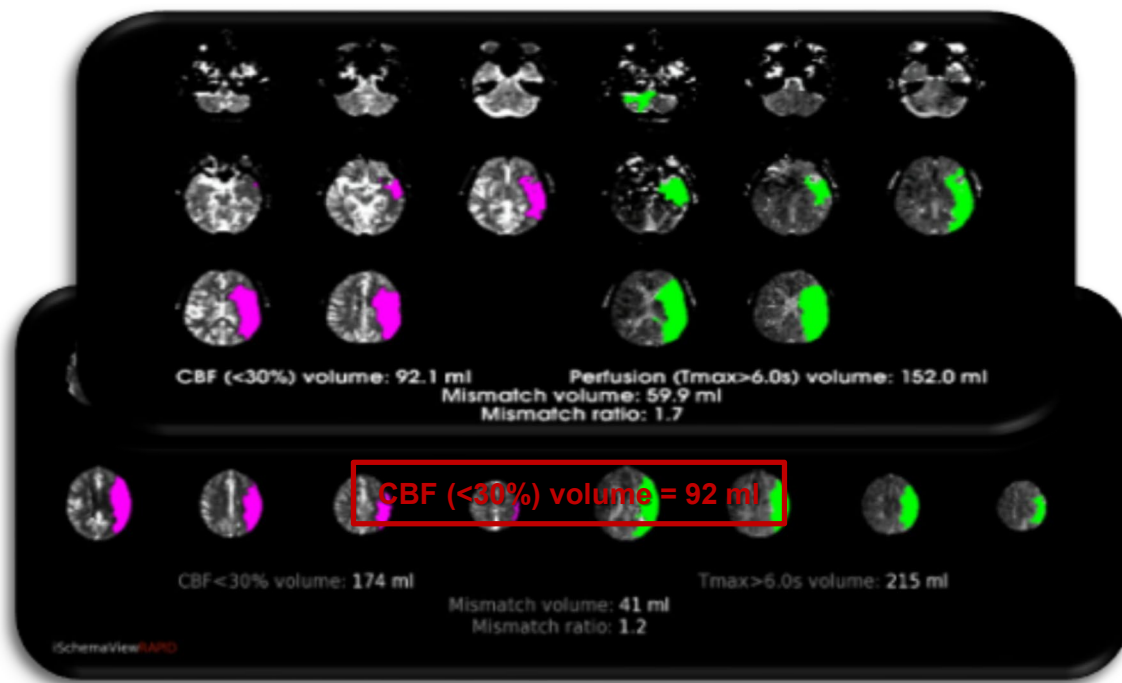 CBF (<30%) volume: 92.1 ml
Perfusion (Tmax>6.0s) volume: 152.0 ml
Mismatch volume: 59.9 ml
Mismatch ratio: 1.7
CBF (<30%) volume = 92 ml
CBF<30% volume: 174 ml
Tmax>6.0s volume: 215 ml
Mismatch volume: 41 ml
Mismatch ratio: 1.2
iSchemaViewRAPID